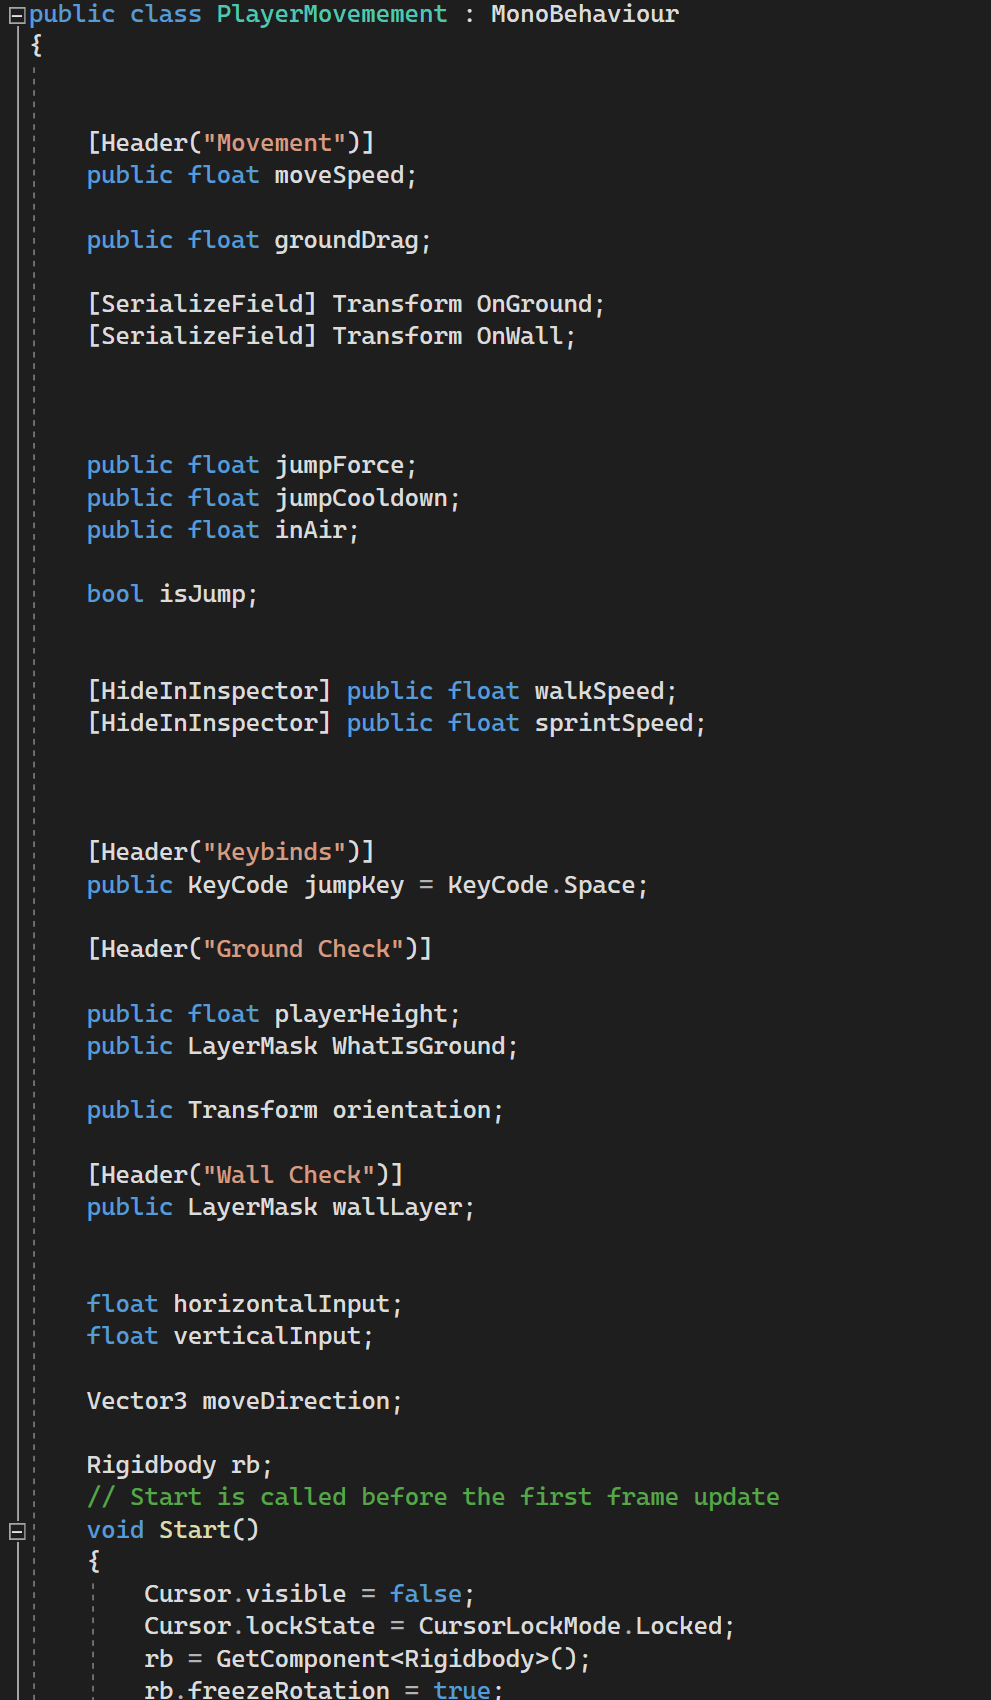 public class PlayerMovemement : MonoBehaviour
{
[Header("Movement")]
public float moveSpeed;
public float groundDrag;
[SerializeField] Transform OnGround;
[SerializeField] Transform OnWall;
public float jumpForce;
public float jumpCooldown;
public float inAir;
bool isJump;
[HideInInspector] public float walkSpeed;
[HideInInspector] public float sprintSpeed;
[Header("Keybinds")]
public KeyCode jumpKey = KeyCode.Space;
[Header("Ground Check")]
public float playerHeight;
public LayerMask WhatIsGround;
public Transform orientation;
[Header("Wall Check")]
public LayerMask wallLayer;
float horizontalInput;
float verticalInput;
Vector3 moveDirection;
Rigidbody rb;
// Start is called before the first frame update
void Start()
{
Cursor.visible = false;
Cursor.lockState = CursorLockMode.Locked;
rb = GetComponent<Rigidbody>();
rb.freezeRotation = true;